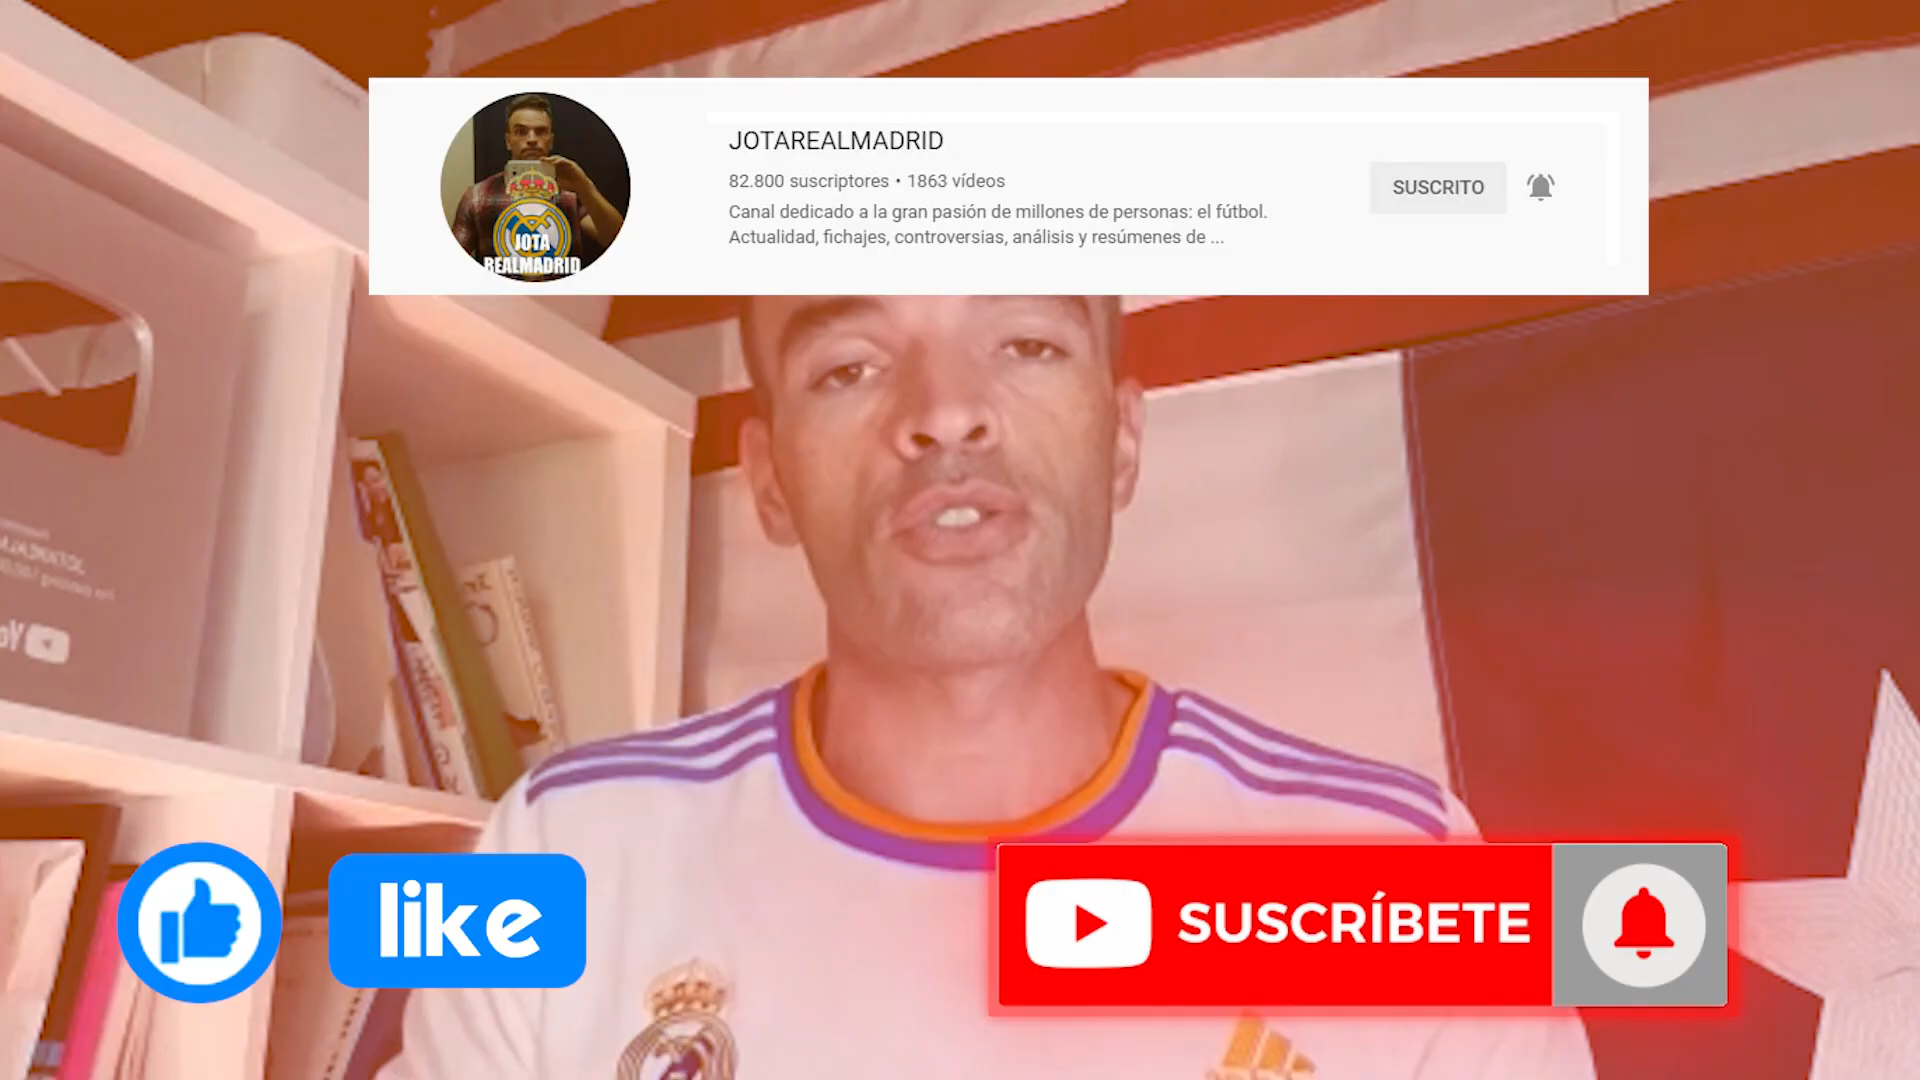 JOTAREALMADRID
82.800 suscriptores • 1863 vídeos
Canal dedicado a la gran pasión de millones de personas: el fútbol.
Actualidad, fichajes, controversias, análisis y resúmenes de ...
SUSCRITO
JOTA
REALMADRID
like
SUSCRÍBETE